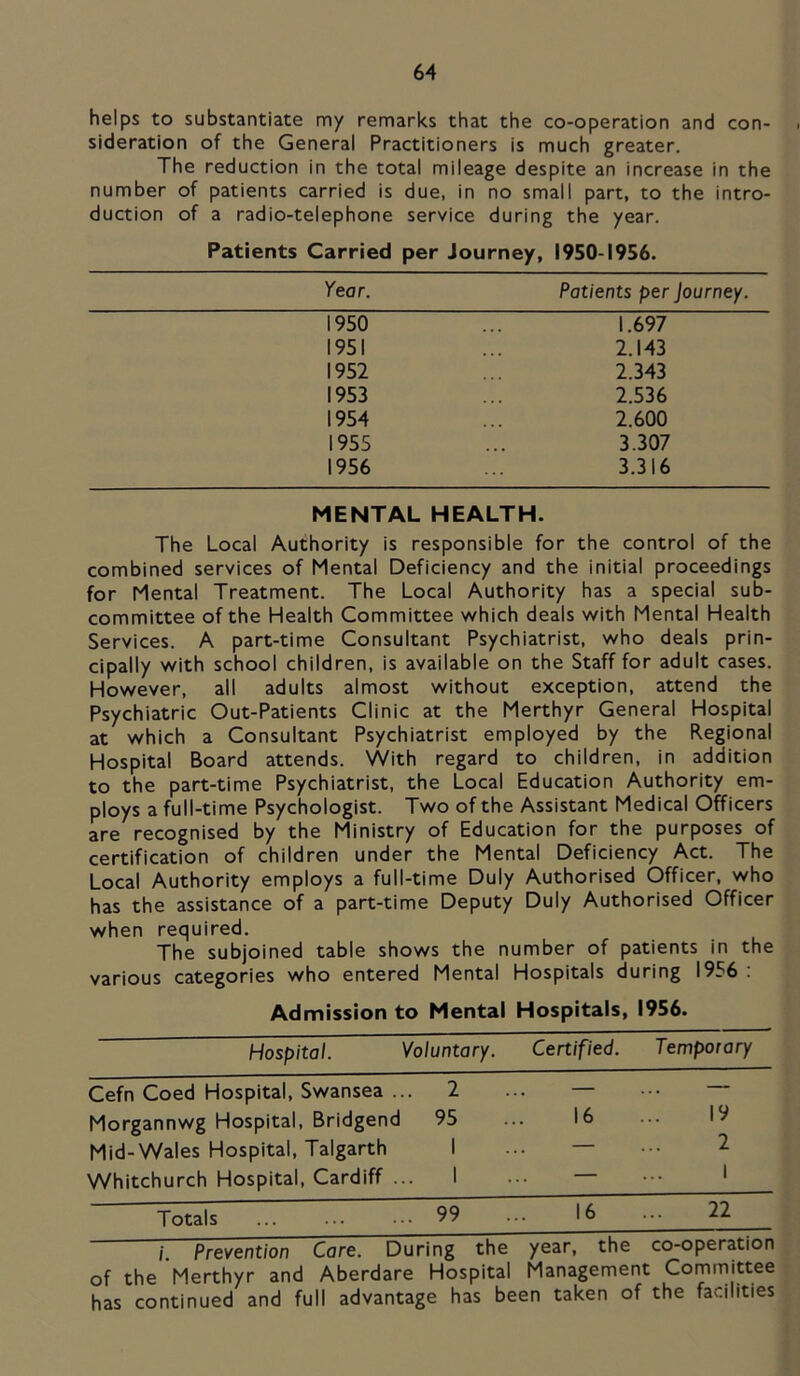 64
helps to substantiate my remarks that the co-operation and con-
sideration of the General Practitioners is much greater.
The reduction in the total mileage despite an increase in the
number of patients carried is due, in no small part, to the intro-
duction of a radio-telephone service during the year.
Patients Carried per Journey, 1950-1956.
Year. Patients per Journey.
1950 ... 1.697
1951 ... 2.143
1952 ... 2.343
1953 ... 2.536
1954 ... 2.600
1955 ... 3.307
1956 ... 3.316
MENTAL HEALTH.
The Local Authority is responsible for the control of the
combined services of Mental Deficiency and the initial proceedings
for Mental Treatment. The Local Authority has a special sub-
committee of the Health Committee which deals with Mental Health
Services. A part-time Consultant Psychiatrist, who deals prin-
cipally with school children, is available on the Staff for adult cases.
However, all adults almost without exception, attend the
Psychiatric Out-Patients Clinic at the Merthyr General Hospital
at which a Consultant Psychiatrist employed by the Regional
Hospital Board attends. With regard to children, in addition
to the part-time Psychiatrist, the Local Education Authority em-
ploys a full-time Psychologist. Two of the Assistant Medical Officers
are recognised by the Ministry of Education for the purposes of
certification of children under the Mental Deficiency Act. The
Local Authority employs a full-time Duly Authorised Officer, who
has the assistance of a part-time Deputy Duly Authorised Officer
when required.
The subjoined table shows the number of patients in the
various categories who entered Mental Hospitals during 1956 :
Admission to Mental Hospitals, 1956.
Hospital. Voluntary. Certified. Temporary
Cefn Coed Hospital, Swansea ... 2 ... — ... —
Morgannwg Hospital, Bridgend 95 ... 16 ... 19
Mid-Wales Hospital, Talgarth 1 ... — ... 2
Whitchurch Hospital, Cardiff ... 1 ... — ... 1
Totals ... ... ... 99 ... 16 ... 22
i. Prevention Care. During the year, the co-operation
of the Merthyr and Aberdare Hospital Management Committee
has continued and full advantage has been taken of the facilities